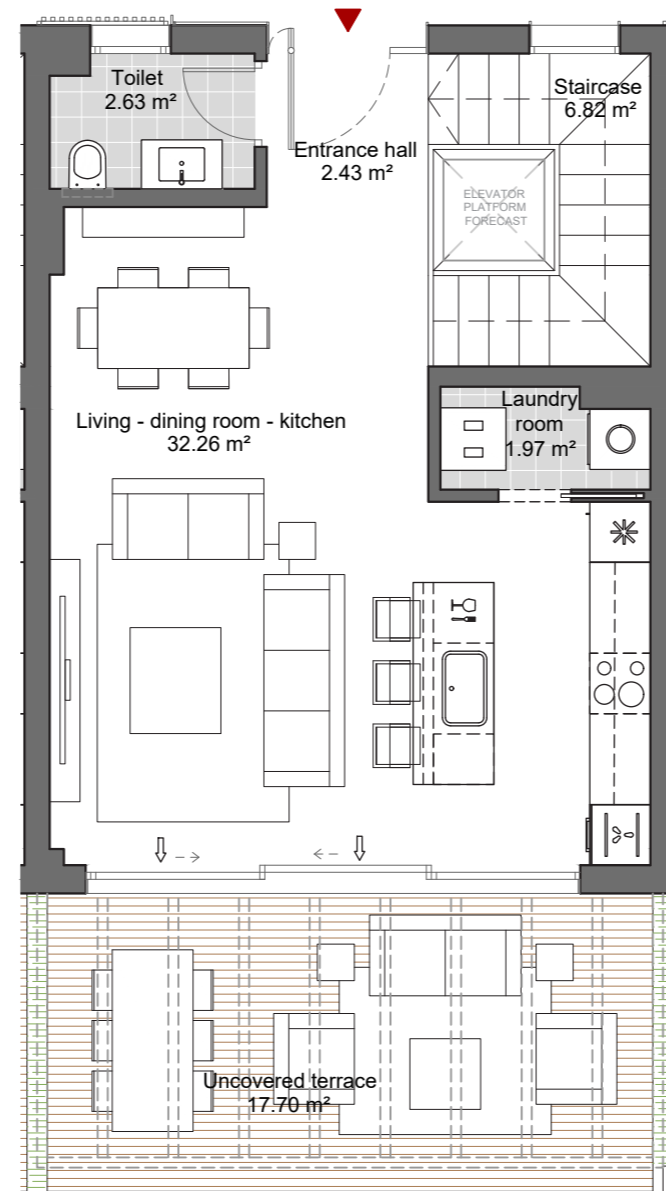 Toilet
2.63 m²
Staircase
6.82 m²
Entrance hall
2.43 m²
ELEVATOR
PLATFORM
FORECAST
Living - dining room - kitchen
32.26 m²
Laundry
room
1.97 m²
Uncovered terrace
17.70 m²